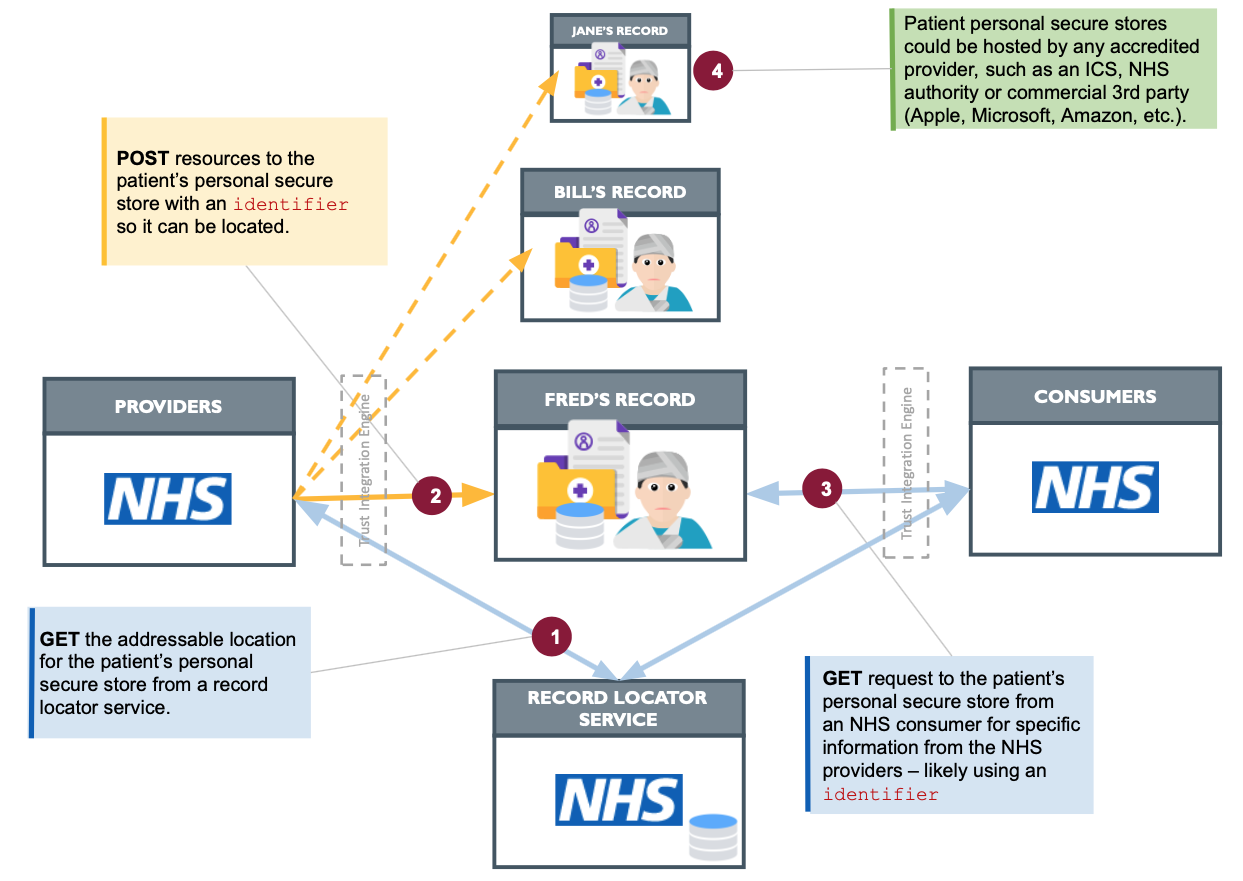 JANE'S RECORD
4
Patient personal secure stores
could be hosted by any accredited
provider, such as an ICS, NHS
authority or commercial 3rd party
(Apple, Microsoft, Amazon, etc.).
POST resources to the
patient’s personal secure
store with an identifier
so it can be located.
BILL'S RECORD
PROVIDERS
NHS
Trust Integration Engine
2
FRED'S RECORD
3
Trust Integration Engine
CONSUMERS
NHS
1
GET the addressable location
for the patient’s personal
secure store from a record
locator service.
RECORD LOCATOR
SERVICE
NHS
GET request to the patient’s
personal secure store from
an NHS consumer for specific
information from the NHS
providers – likely using an
identifier